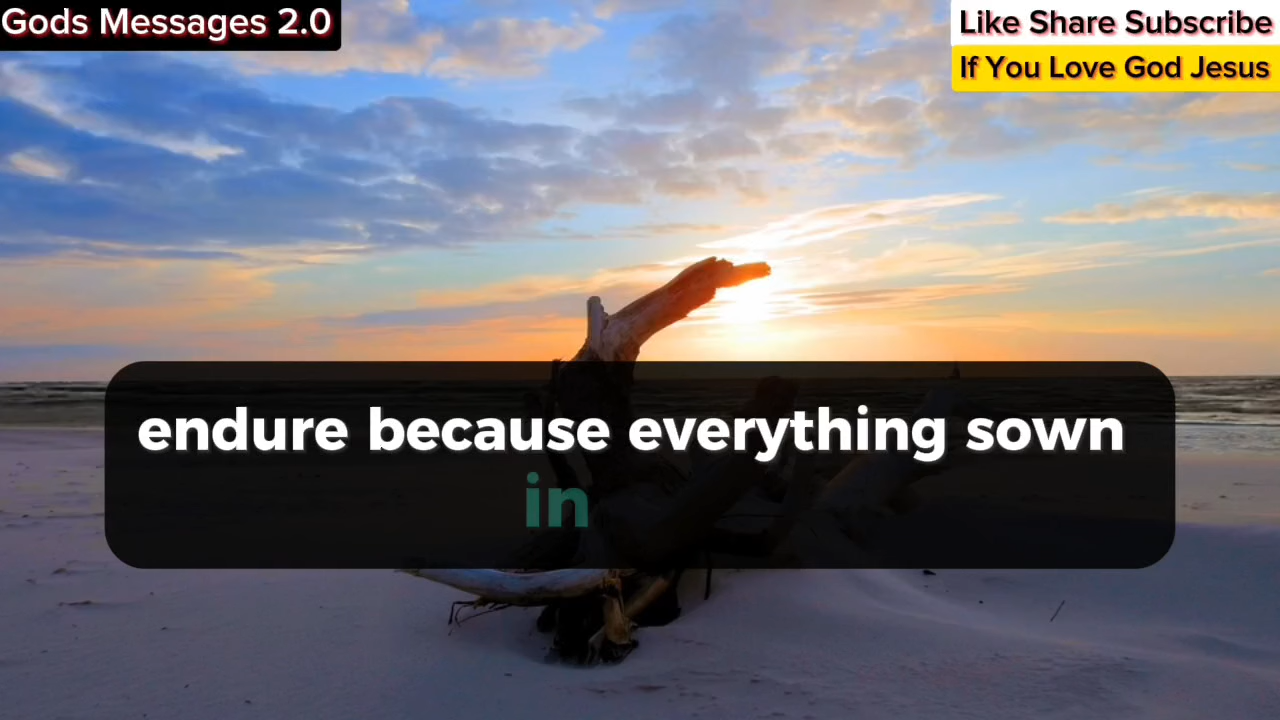 Gods Messages 2.0
Like Share Subscribe
If You Love God Jesus
endure because everything sown
in